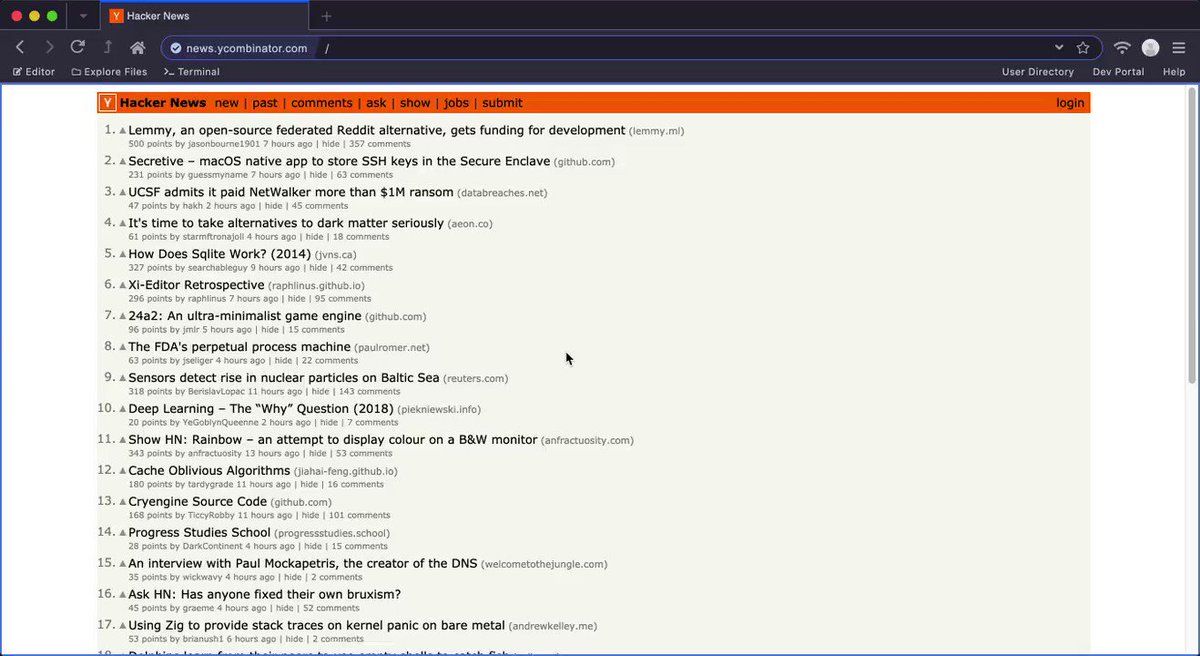 Hacker News
news.ycombinator.com /
Editor Explore Files >_ Terminal User Directory Dev Portal Help
Y Hacker News new | past | comments | ask | show | jobs | submit login
1. Lemmy, an open-source federated Reddit alternative, gets funding for development (lemmy.ml)
500 points by jasonbourne1901 7 hours ago | hide | 357 comments
2. Secretive – macOS native app to store SSH keys in the Secure Enclave (github.com)
231 points by guessmyname 7 hours ago | hide | 63 comments
3. UCSF admits it paid NetWalker more than $1M ransom (databreaches.net)
47 points by hakh 2 hours ago | hide | 45 comments
4. It's time to take alternatives to dark matter seriously (aeon.co)
61 points by starmftronajoll 4 hours ago | hide | 18 comments
5. How Does Sqlite Work? (2014) (jvns.ca)
327 points by searchableguy 9 hours ago | hide | 42 comments
6. Xi-Editor Retrospective (raphlinus.github.io)
296 points by raphlinus 7 hours ago | hide | 95 comments
7. 24a2: An ultra-minimalist game engine (github.com)
96 points by jmlr 5 hours ago | hide | 15 comments
8. The FDA's perpetual process machine (paulromer.net)
63 points by jseliger 4 hours ago | hide | 22 comments
9. Sensors detect rise in nuclear particles on Baltic Sea (reuters.com)
318 points by BerislavLopac 11 hours ago | hide | 143 comments
10. Deep Learning – The “Why” Question (2018) (piekniewski.info)
20 points by YeGoblynQueenne 2 hours ago | hide | 7 comments
11. Show HN: Rainbow – an attempt to display colour on a B&W monitor (anfractuosity.com)
343 points by anfractuosity 13 hours ago | hide | 53 comments
12. Cache Oblivious Algorithms (jiahai-feng.github.io)
180 points by tardygrade 11 hours ago | hide | 16 comments
13. Cryengine Source Code (github.com)
168 points by TiccyRobby 11 hours ago | hide | 101 comments
14. Progress Studies School (progressstudies.school)
28 points by DarkContinent 4 hours ago | hide | 15 comments
15. An interview with Paul Mockapetris, the creator of the DNS (welcometothejungle.com)
35 points by wickwavy 4 hours ago | hide | 2 comments
16. Ask HN: Has anyone fixed their own bruxism?
45 points by graeme 4 hours ago | hide | 52 comments
17. Using Zig to provide stack traces on kernel panic on bare metal (andrewkelley.me)
53 points by brianush1 6 hours ago | hide | 2 comments